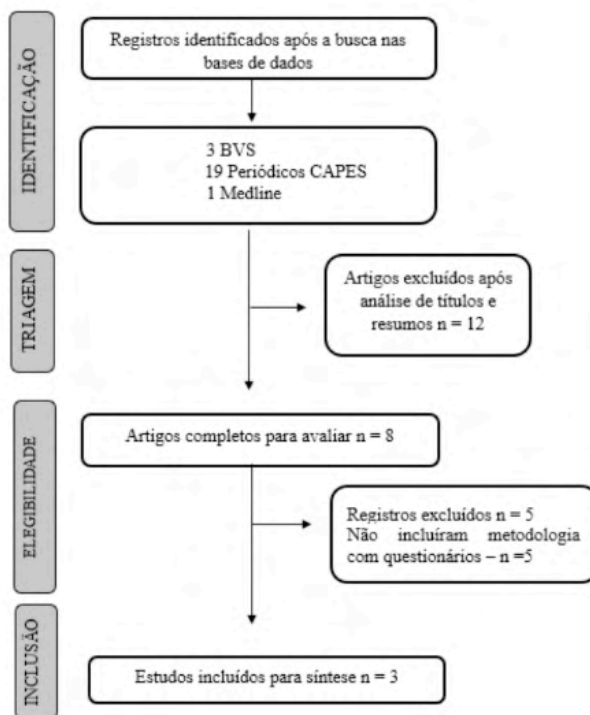 IDENTIFICAÇÃO
Registros identificados após a busca nas
bases de dados
3 BVS
19 Periódicos CAPES
1 Medline
TRIAGEM
Artigos excluídos após
análise de títulos e
resumos n = 12
ELEGIBILIDADE
Artigos completos para avaliar n = 8
Registros excluídos n = 5
Não incluíram metodologia
com questionários – n =5
INCLUSÃO
Estudos incluídos para síntese n = 3